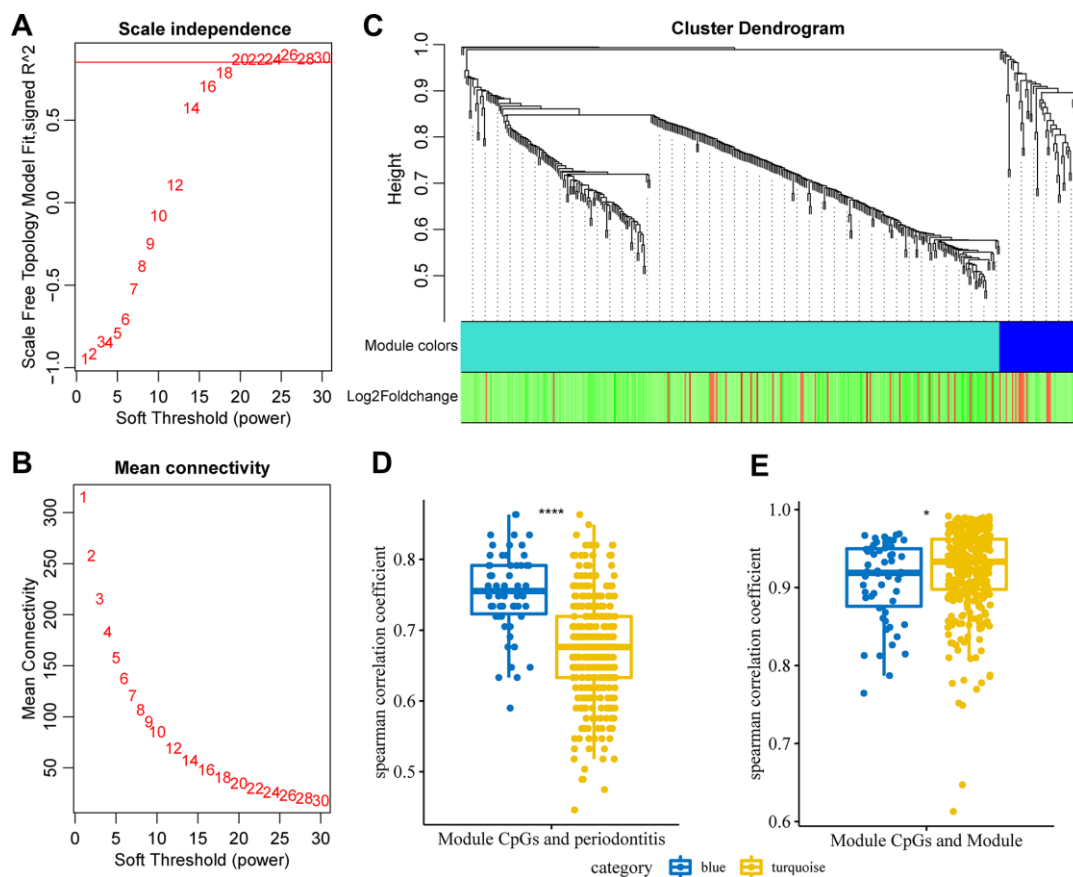 A
Scale independence
Scale Free Topology Model Fit,signed R^2
0.5
0.0
−0.5
−1.0
1 2 3 4 5 6 7 8 9 10 12 14 16 18 20 22 24 26 28 30
0 5 10 15 20 25 30
Soft Threshold (power)
B
Mean connectivity
Mean Connectivity
300
250
200
150
100
50
1 2 3 4 5 6 7 8 9 10 12 14 16 18 20 22 24 26 28 30
0 5 10 15 20 25 30
Soft Threshold (power)
C
Cluster Dendrogram
Height
1.0
0.9
0.8
0.7
0.6
0.5
Module colors
Log2Foldchange
D
****
spearman correlation coefficient
0.8
0.7
0.6
0.5
Module CpGs and periodontitis
E
*
spearman correlation coefficient
1.0
0.9
0.8
0.7
0.6
Module CpGs and Module
category blue turquoise